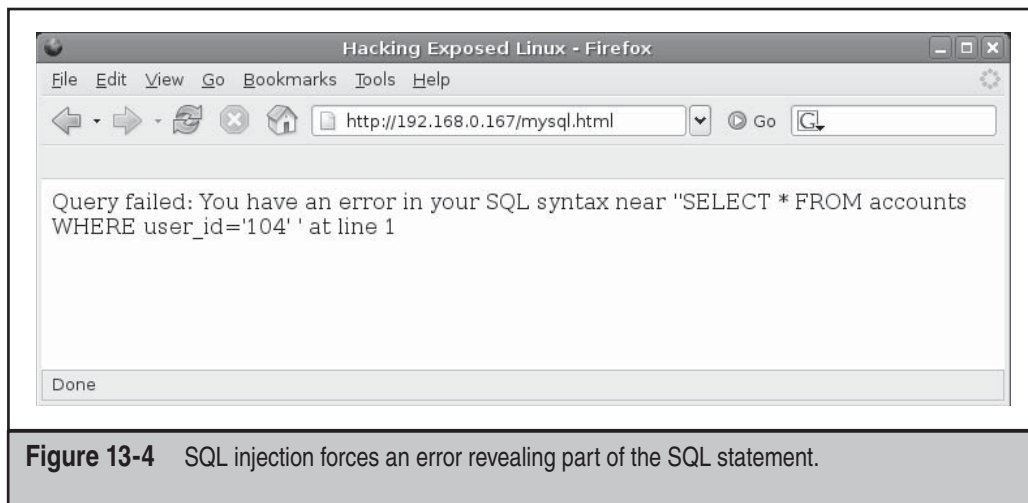 Hacking Exposed Linux - Firefox
File Edit View Go Bookmarks Tools Help
http://192.168.0.167/mysql.html Go G
Query failed: You have an error in your SQL syntax near "SELECT * FROM accounts
WHERE user_id='104' ' at line 1
Done
Figure 13-4 SQL injection forces an error revealing part of the SQL statement.